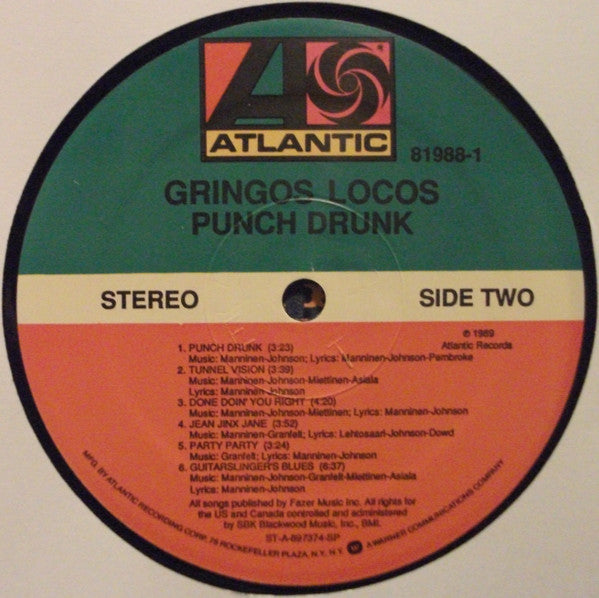 ATLANTIC
81988-1
GRINGOS LOCOS
PUNCH DRUNK
STEREO
SIDE TWO
℗ 1989
Atlantic Records
1. PUNCH DRUNK (3:23)
Music: Manninen-Johnson; Lyrics: Manninen-Johnson-Pembroke
2. TUNNEL VISION (3:39)
Music: Manninen-Johnson-Miettinen-Asiala
Lyrics: Manninen-Johnson
3. DONE DOIN' YOU RIGHT (4:20)
Music: Manninen-Johnson-Miettinen; Lyrics: Manninen-Johnson
4. JEAN JINX JANE (3:52)
Music: Manninen-Granfelt; Lyrics: Lehtosaari-Johnson-Dowd
5. PARTY PARTY (3:24)
Music: Granfelt; Lyrics: Manninen-Johnson
6. GUITARSLINGER'S BLUES (6:37)
Music: Manninen-Johnson-Granfelt-Miettinen-Asiala
Lyrics: Manninen-Johnson
All songs published by Fazer Music Inc. All rights for
the US and Canada controlled and administered
by SBK Blackwood Music, Inc., BMI.
ST-A-897374-SP
MFG. BY ATLANTIC RECORDING CORP. 75 ROCKEFELLER PLAZA, N.Y. N.Y. A WARNER COMMUNICATIONS COMPANY